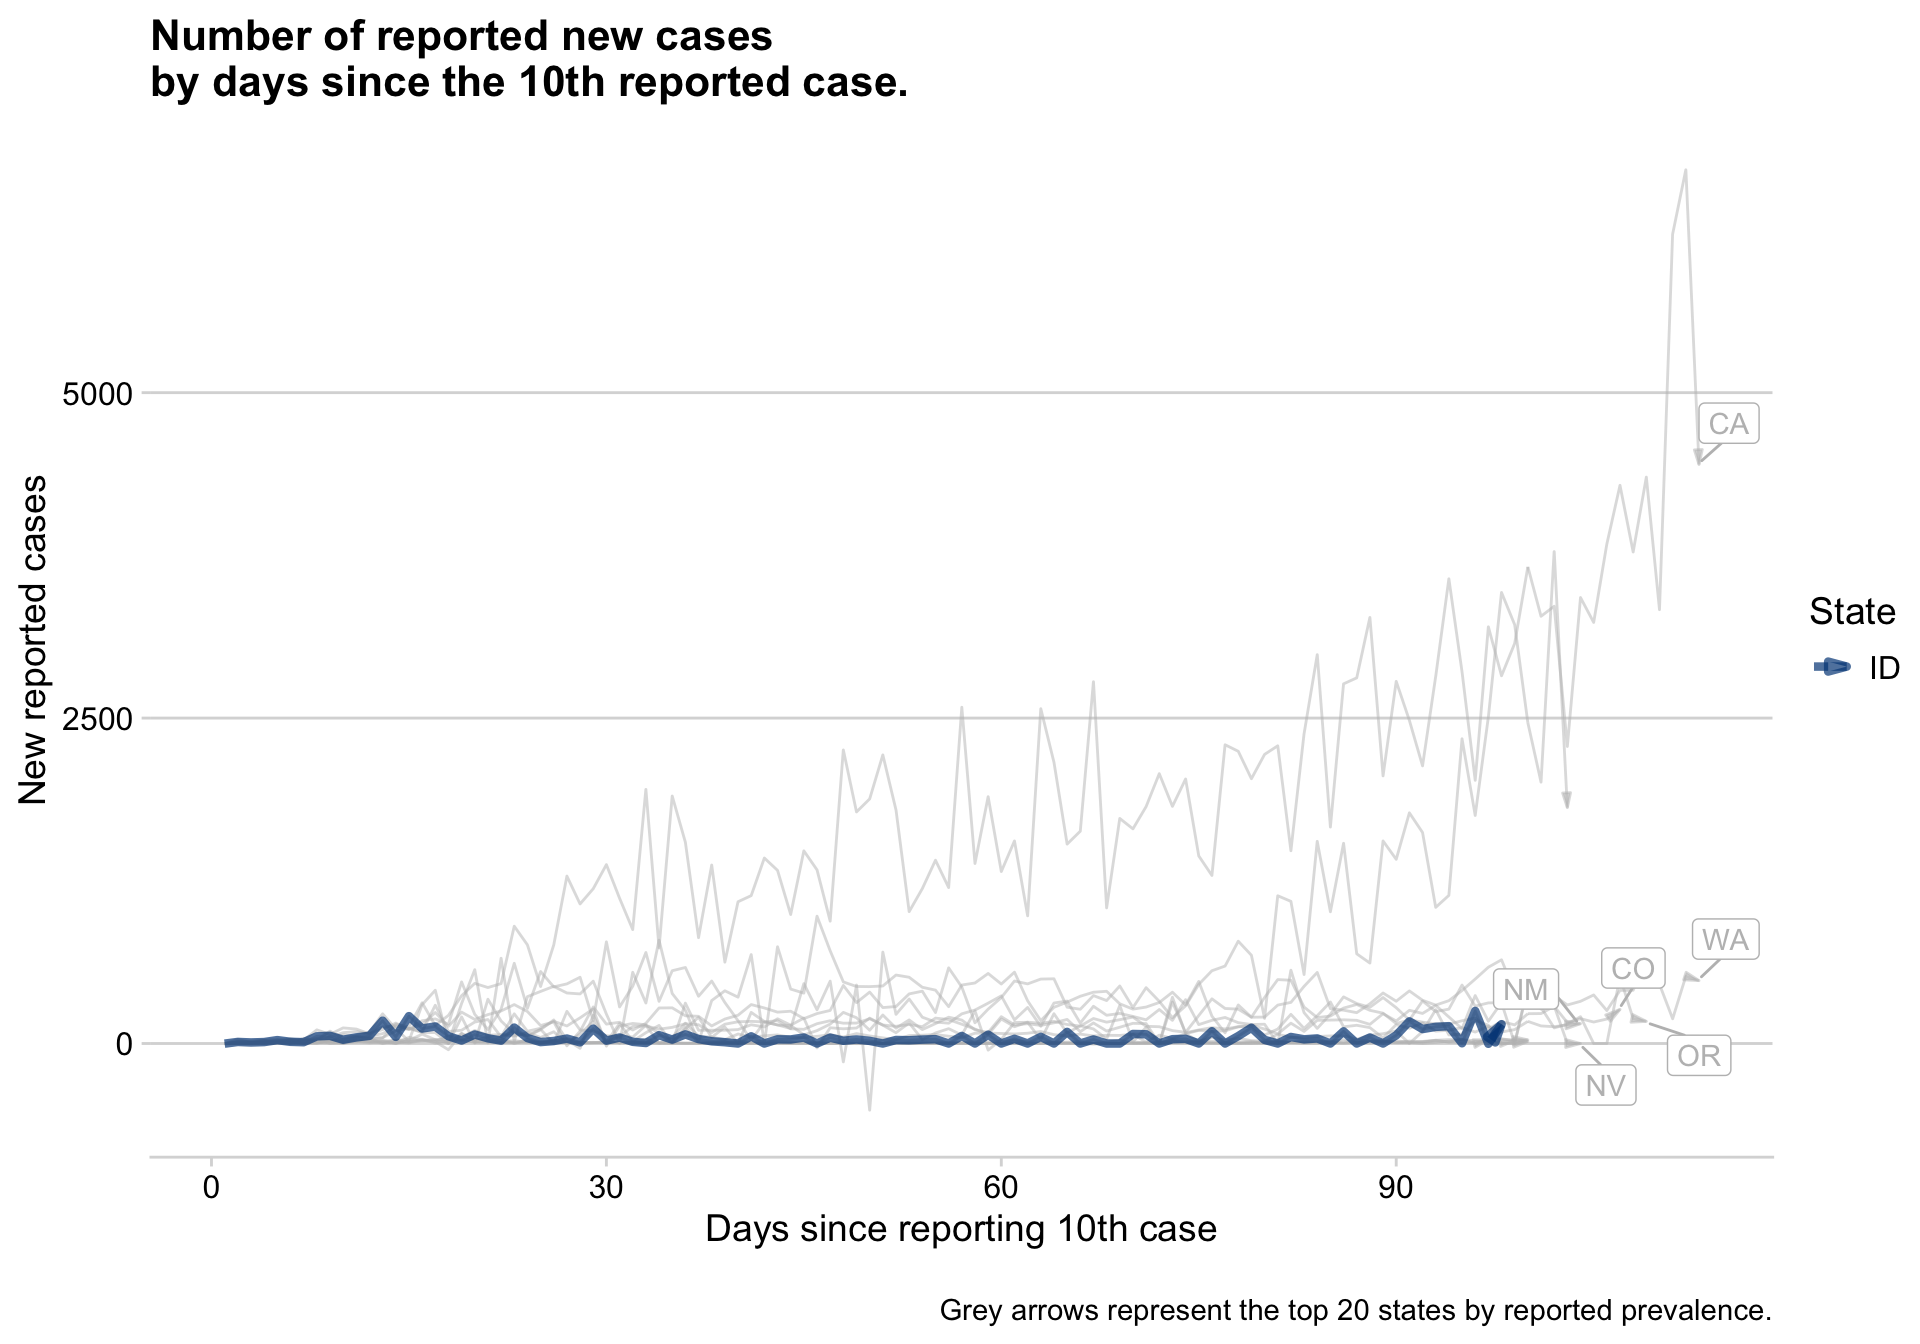 Number of reported new cases
by days since the 10th reported case.
New reported cases
5000
2500
0
CA
WA
CO
NM
OR
NV
0
30
60
90
Days since reporting 10th case
State
ID
Grey arrows represent the top 20 states by reported prevalence.